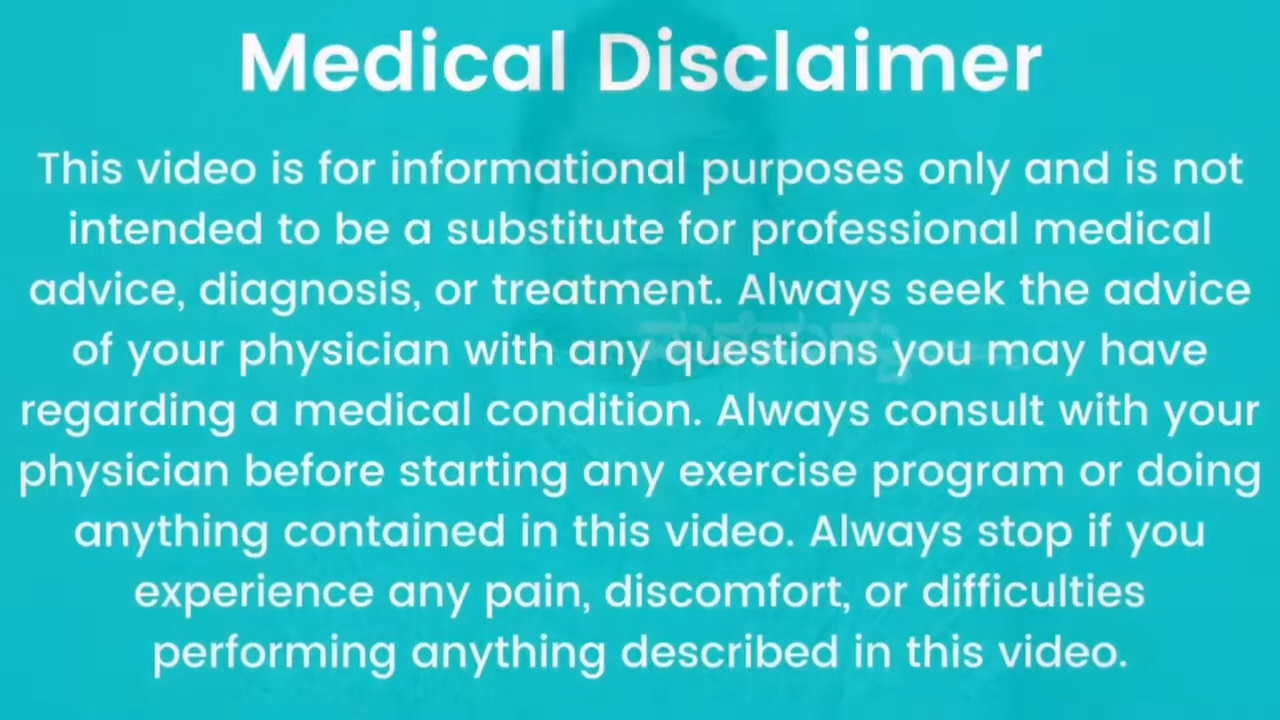 Medical Disclaimer
This video is for informational purposes only and is not
intended to be a substitute for professional medical
advice, diagnosis, or treatment. Always seek the advice
of your physician with any questions you may have
regarding a medical condition. Always consult with your
physician before starting any exercise program or doing
anything contained in this video. Always stop if you
experience any pain, discomfort, or difficulties
performing anything described in this video.